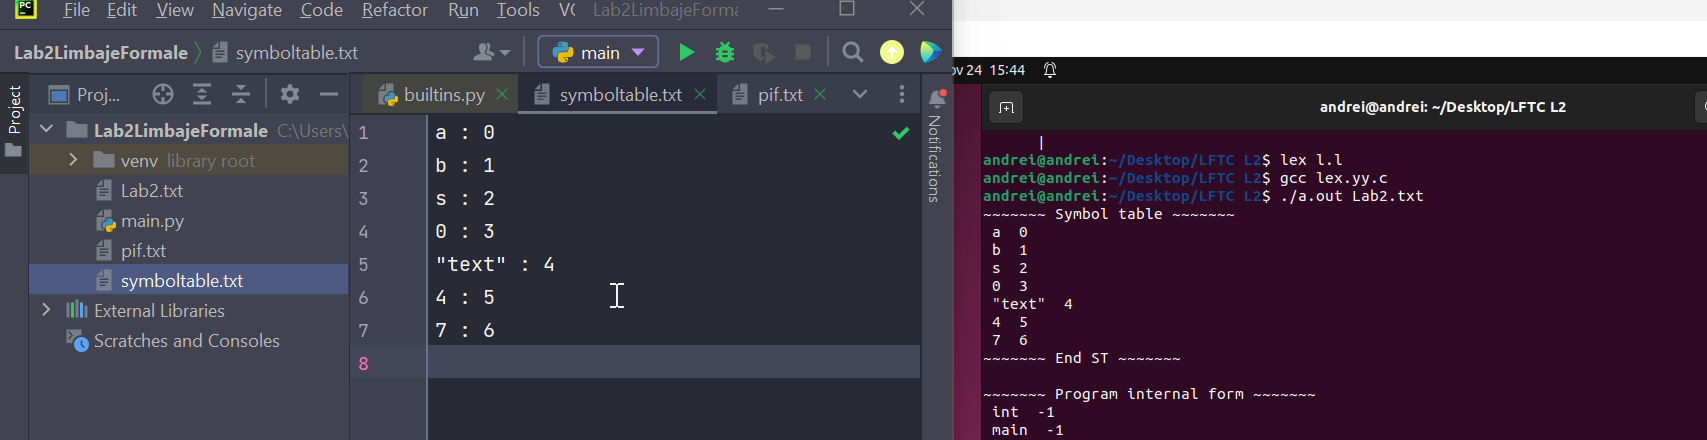 PC File Edit View Navigate Code Refactor Run Tools Lab2LimbajeForma
Lab2LimbajeFormale symboltable.txt main
Project
Proj...
Lab2LimbajeFormale C:\Users\
venv library root
Lab2.txt
main.py
pif.txt
symboltable.txt
External Libraries
Scratches and Consoles
builtins.py symboltable.txt pif.txt
1 a : 0
2 b : 1
3 s : 2
4 0 : 3
5 "text" : 4
6 4 : 5
7 7 : 6
8
Notifications
ov 24 15:44
andrei@andrei: ~/Desktop/LFTC L2
|
andrei@andrei:~/Desktop/LFTC L2$ lex l.l
andrei@andrei:~/Desktop/LFTC L2$ gcc lex.yy.c
andrei@andrei:~/Desktop/LFTC L2$ ./a.out Lab2.txt
~~~~~~~ Symbol table ~~~~~~~
a 0
b 1
s 2
0 3
"text" 4
4 5
7 6
~~~~~~~ End ST ~~~~~~~
~~~~~~~ Program internal form ~~~~~~~
int -1
main -1